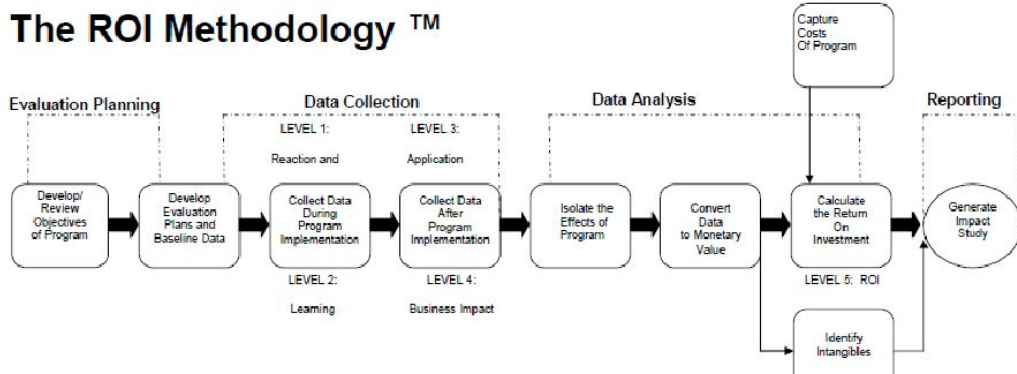 The ROI Methodology ™
Capture
Costs
Of Program
Evaluation Planning
Data Collection
Data Analysis
Reporting
LEVEL 1:
Reaction and
LEVEL 3:
Application
Develop/
Review
Objectives
of Program
Develop
Evaluation
Plans and
Baseline Data
Collect Data
During
Program
Implementation
Collect Data
After
Program
Implementation
Isolate the
Effects of
Program
Convert
Data
to Monetary
Value
Calculate
the Return
On
Investment
Generate
Impact
Study
LEVEL 2:
Learning
LEVEL 4:
Business Impact
LEVEL 5: ROI
Identify
Intangibles